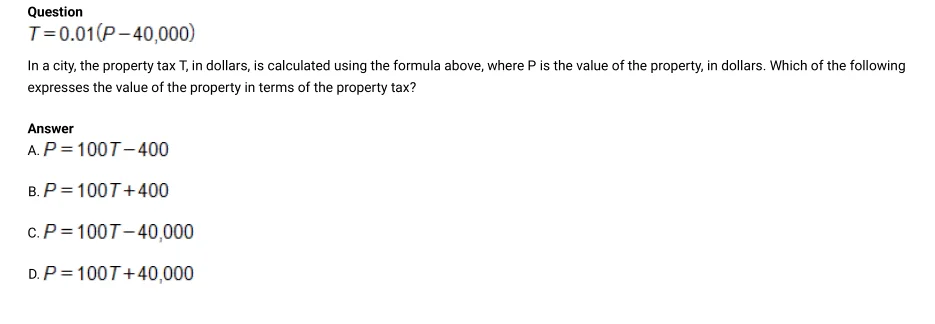 Question
T=0.01(P−40,000)
In a city, the property tax T, in dollars, is calculated using the formula above, where P is the value of the property, in dollars. Which of the following
expresses the value of the property in terms of the property tax?
Answer
A. P=100T−400
B. P=100T+400
C. P=100T−40,000
D. P=100T+40,000